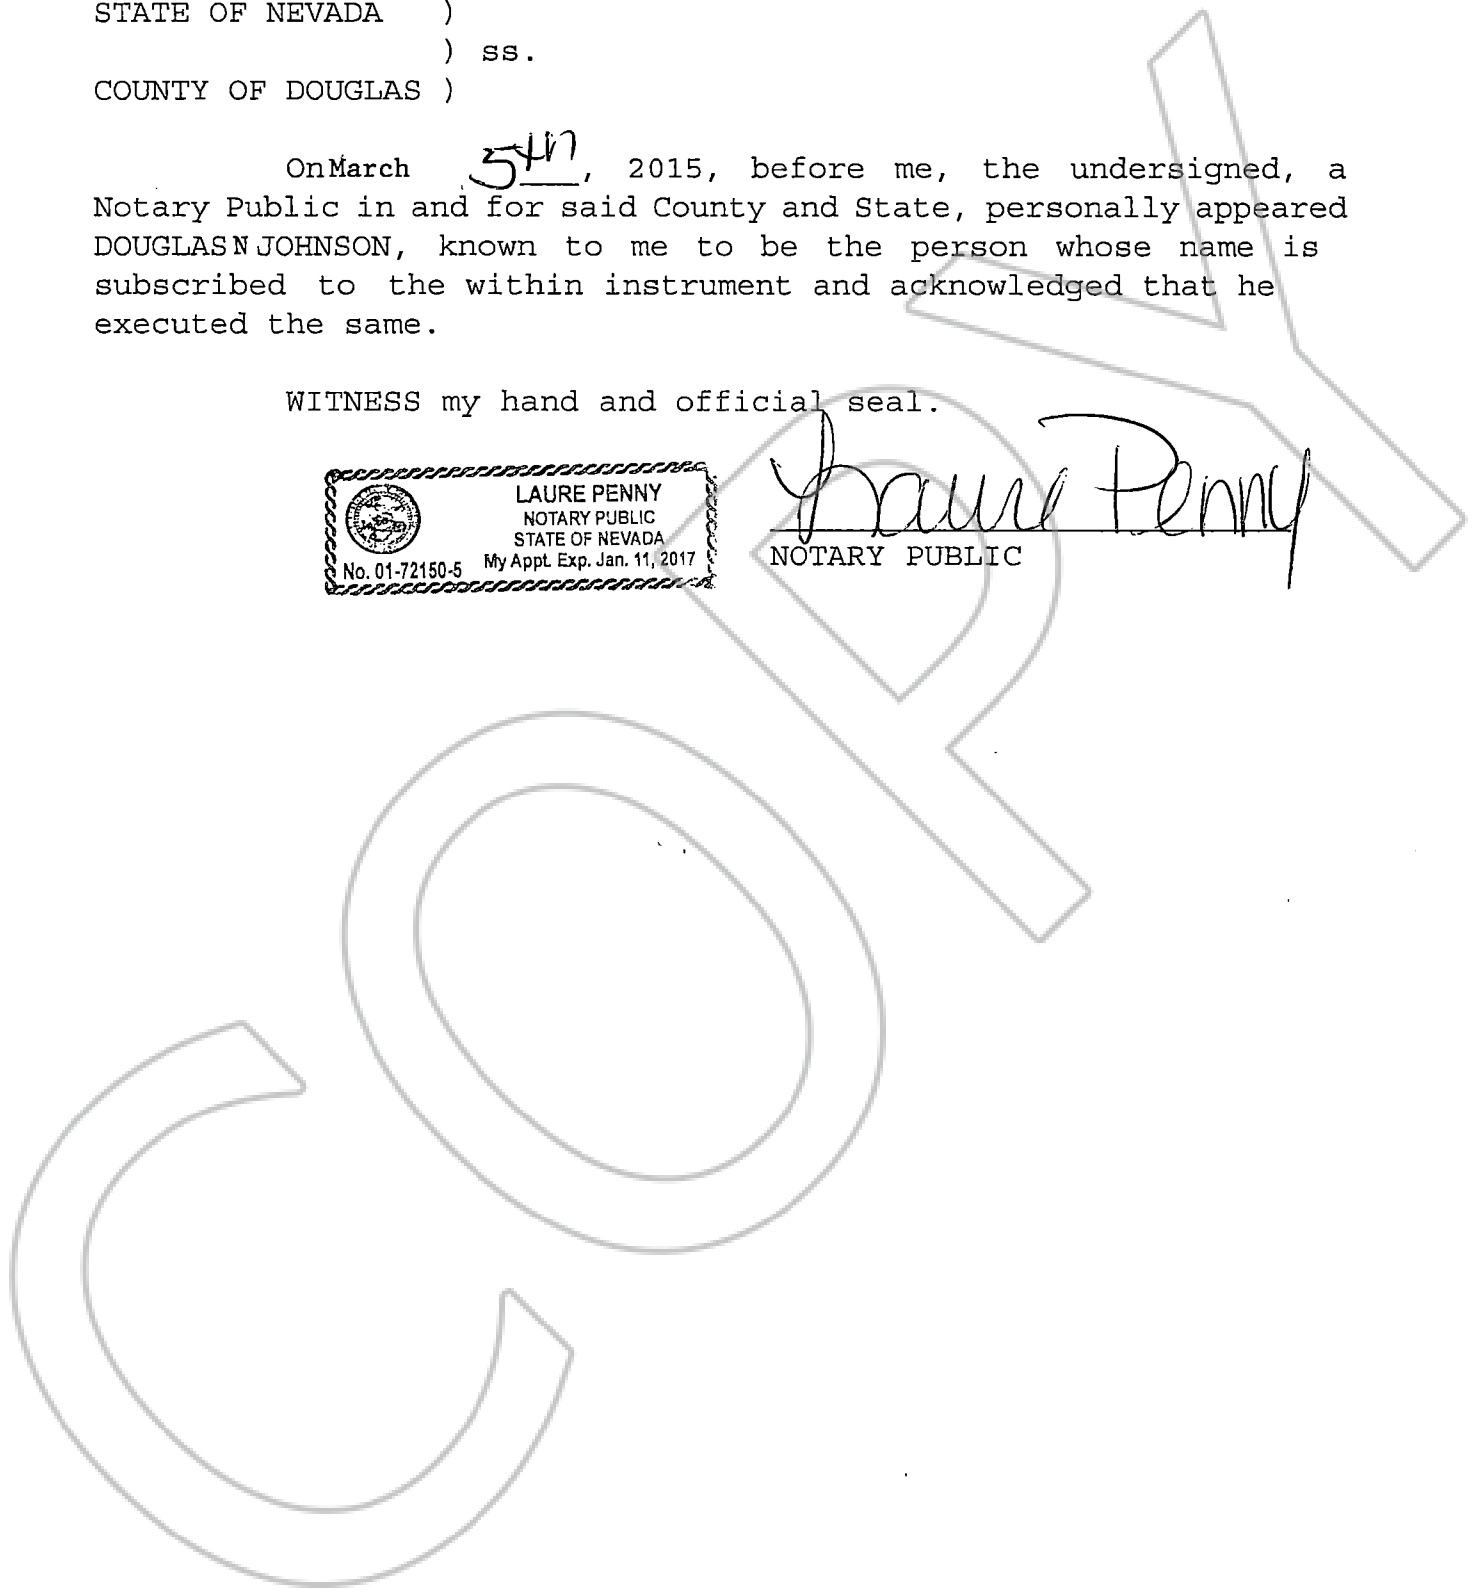 STATE OF NEVADA )
) ss.
COUNTY OF DOUGLAS )
On March 5th, 2015, before me, the undersigned, a
Notary Public in and for said County and State, personally appeared
DOUGLAS N JOHNSON, known to me to be the person whose name is
subscribed to the within instrument and acknowledged that he
executed the same.
WITNESS my hand and official seal.
LAURE PENNY
NOTARY PUBLIC
STATE OF NEVADA
No. 01-72150-5 My Appt. Exp. Jan. 11, 2017
Laure Penny
NOTARY PUBLIC
COPY